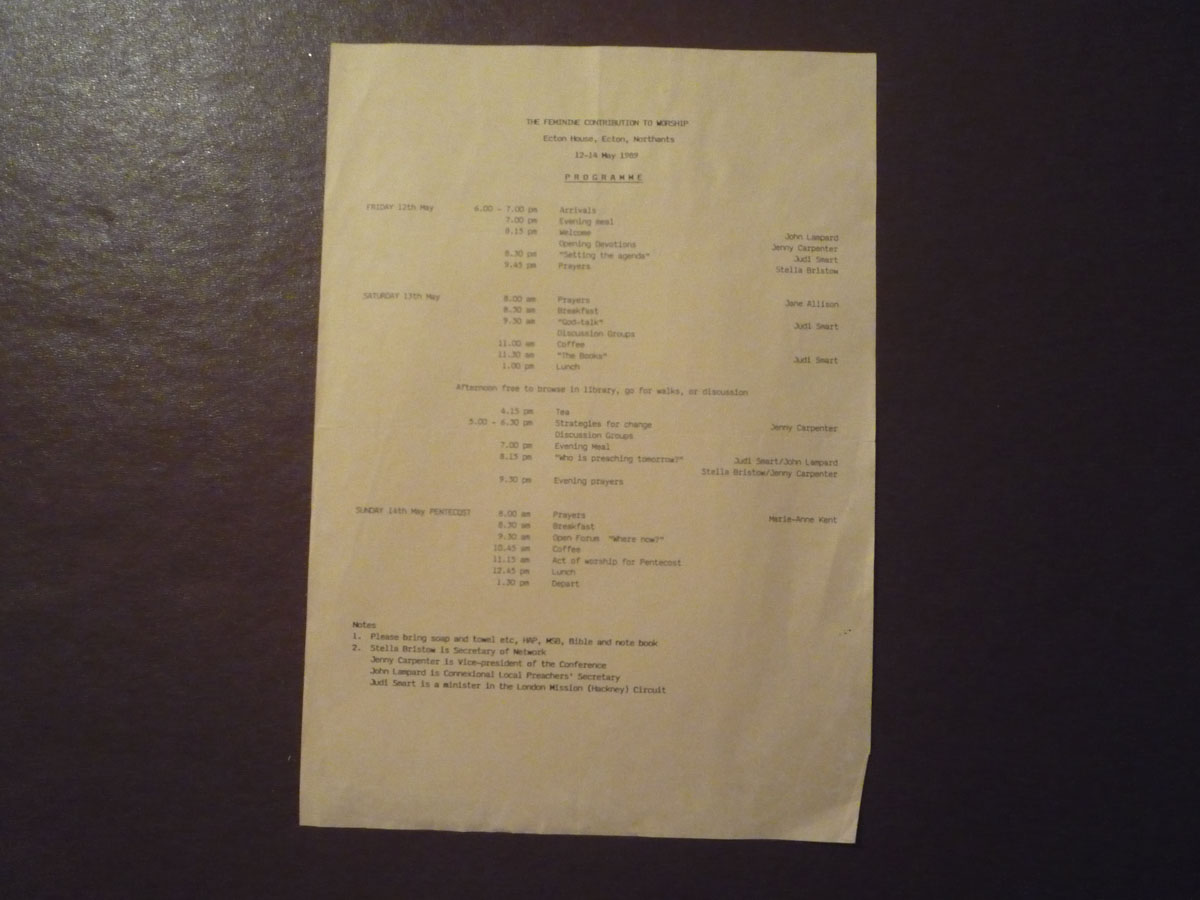 THE FEMININE CONTRIBUTION TO WORSHIP
Ecton House, Ecton, Northants
12-14 May 1989
PROGRAMME
FRIDAY 12th May 6.00 - 7.00 pm Arrivals
7.00 pm Evening meal
8.15 pm Welcome John Lampard
Opening Devotions Jenny Carpenter
8.30 pm "Setting the agenda" Judi Smart
9.45 pm Prayers Stella Bristow
SATURDAY 13th May 8.00 am Prayers Jane Allison
8.30 am Breakfast
9.30 am "God-talk" Judi Smart
Discussion Groups
11.00 am Coffee
11.30 am "The Books" Judi Smart
1.00 pm Lunch
Afternoon free to browse in library, go for walks, or discussion
4.15 pm Tea
5.00 - 6.30 pm Strategies for change Jenny Carpenter
Discussion Groups
7.00 pm Evening Meal
8.15 pm "Who is preaching tomorrow?" Judi Smart/John Lampard
Stella Bristow/Jenny Carpenter
9.30 pm Evening prayers
SUNDAY 14th May PENTECOST 8.00 am Prayers Marie-Anne Kent
8.30 am Breakfast
9.30 am Open Forum "Where now?"
10.45 am Coffee
11.15 am Act of worship for Pentecost
12.45 pm Lunch
1.30 pm Depart
Notes
1. Please bring soap and towel etc, HAP, MSB, Bible and note book
2. Stella Bristow is Secretary of Network
Jenny Carpenter is Vice-president of the Conference
John Lampard is Connexional Local Preachers' Secretary
Judi Smart is a minister in the London Mission (Hackney) Circuit